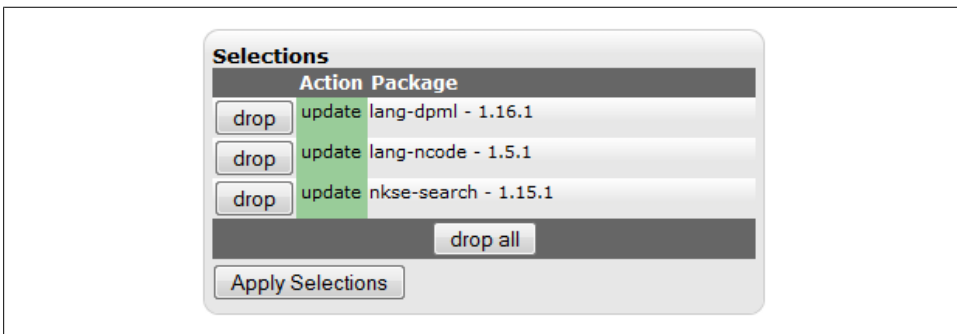 Selections
Action Package
drop update lang-dpml - 1.16.1
drop update lang-ncode - 1.5.1
drop update nkse-search - 1.15.1
drop all
Apply Selections